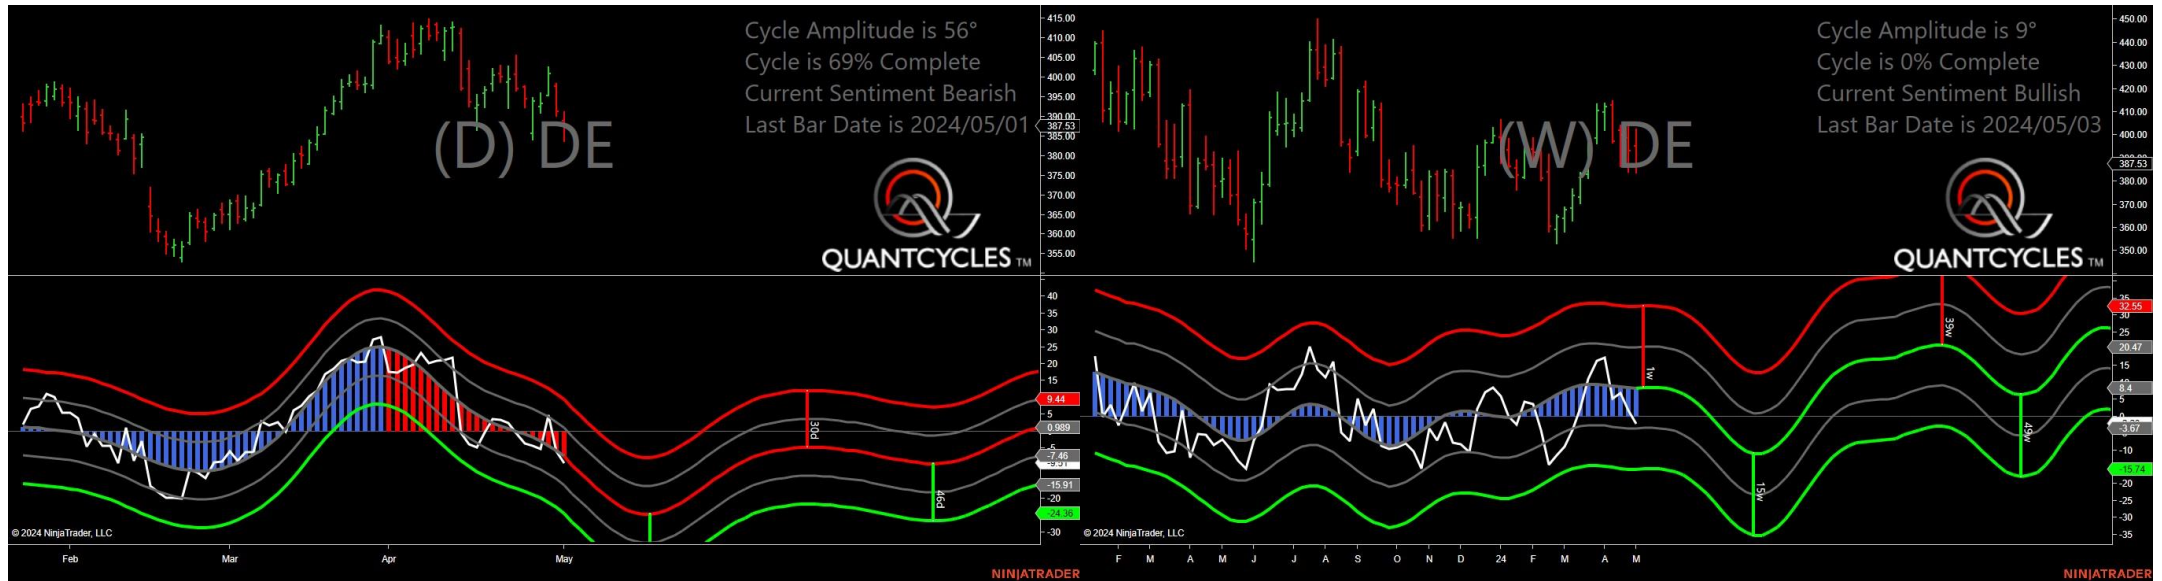 Cycle Amplitude is 56°
Cycle is 69% Complete
Current Sentiment Bearish
Last Bar Date is 2024/05/01
(D) DE
QUANTCYCLES TM
415.00
410.00
405.00
400.00
395.00
390.00
387.53
385.00
380.00
375.00
370.00
365.00
360.00
355.00
40
35
30
25
20
15
9.44
5
0.989
-7.46
-15.91
-20
-24.36
-30
30d
46d
© 2024 NinjaTrader, LLC
Feb Mar Apr May
NINJATRADER
Cycle Amplitude is 9°
Cycle is 0% Complete
Current Sentiment Bullish
Last Bar Date is 2024/05/03
(W) DE
QUANTCYCLES TM
450.00
440.00
430.00
420.00
410.00
400.00
387.53
380.00
370.00
360.00
350.00
35
32.55
30
25
20.47
15
8.4
5
0
-3.67
-10
-15.74
-20
-25
-30
-35
1w
15w
39w
49w
© 2024 NinjaTrader, LLC
F M A M J J A S O N D 24 F M A M
NINJATRADER